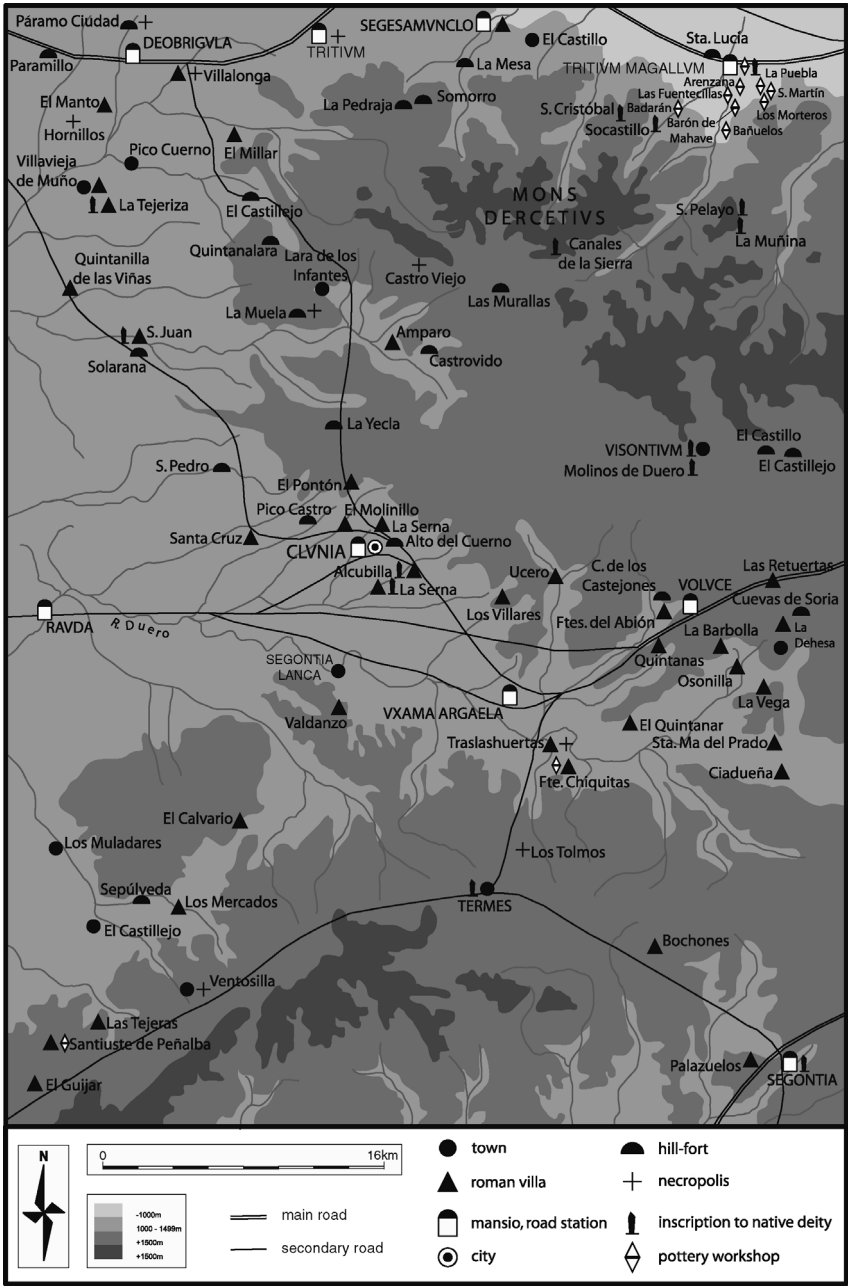 Páramo Ciudad
DEOBRIGVLA
TRITIVM
SEGESAMVNCLO
El Castillo
Sta. Lucía
Paramillo
Villalonga
La Mesa
TRITIVM MAGALLVM
La Puebla
Arenzana
S. Martín
Las Fuentecillas
El Manto
La Pedraja
Somorro
S. Cristóbal
Badarán
Los Morteros
Hornillos
Socastillo
Barón de
Mahave
Bañuelos
El Millar
Pico Cuerno
Villavieja
de Muño
La Tejeriza
El Castillejo
MONS
DERCETIVS
S. Pelayo
La Muñina
Quintanalara
Canales
de la Sierra
Lara de los
Infantes
Castro Viejo
Quintanilla
de las Viñas
Las Murallas
La Muela
S. Juan
Amparo
Solarana
Castrovido
La Yecla
El Castillo
VISONTIVM
Molinos de Duero
El Castillejo
S. Pedro
El Pontón
Pico Castro
El Molinillo
La Serna
Santa Cruz
CLVNIA
Alto del Cuerno
Alcubilla
La Serna
Ucero
C. de los
Castejones
VOLVCE
Las Retuertas
Cuevas de Soria
Los Villares
Ftes. del Abión
La Barbolla
La
Dehesa
RAVDA
R. Duero
SEGONTIA
LANCA
Quintanas
Osonilla
La Vega
Valdanzo
VXAMA ARGAELA
El Quintanar
Traslashuertas
Sta. Ma del Prado
Fte. Chiquitas
Ciadueña
El Calvario
Los Muladares
Los Tolmos
Sepúlveda
Los Mercados
TERMES
El Castillejo
Bochones
Ventosilla
Las Tejeras
Santiuste de Peñalba
Palazuelos
El Guijar
SEGONTIA
N
0 16km
-1000m
1000 - 1499m
+1500m
+1500m
main road
secondary road
town
roman villa
mansio, road station
city
hill-fort
necropolis
inscription to native deity
pottery workshop